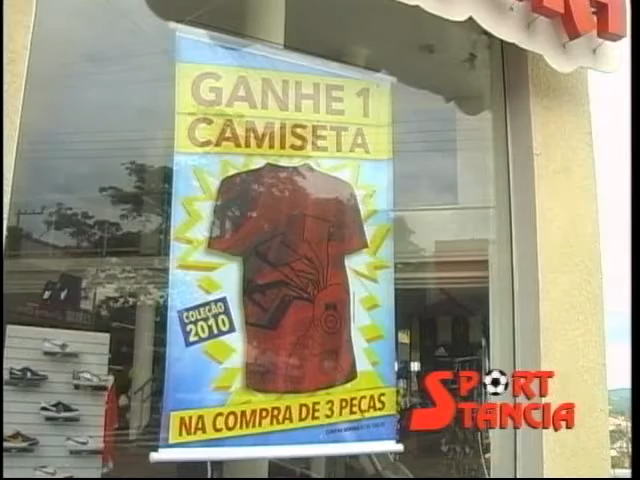 GANHE 1
CAMISETA
COLEÇÃO
2010
NA COMPRA DE 3 PEÇAS
SPORT
STANCIA